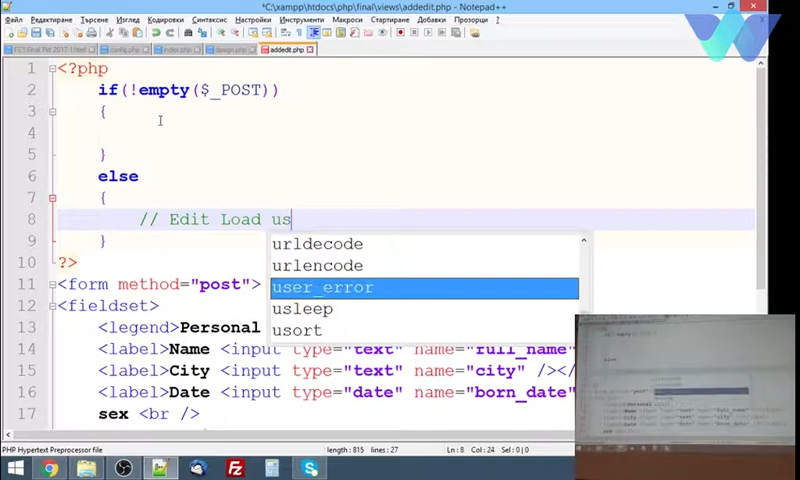 *C:\xampp\htdocs\final\views\addedit.php - Notepad++
Файл Редактиране Търсене Изглед Кодировки Синтаксис Настройки Инструменти Макроси Стартиране Добавки Прозорци ?
config.php index.php design.php addedit.php
1 <?php
2 if(!empty($_POST))
3 {
4
5 }
6 else
7 {
8 // Edit Load us
9 }
10 ?>
11 <form method="post">
12 <fieldset>
13 <legend>Personal
14 <label>Name <input type="text" name="full_name"
15 <label>City <input type="text" name="city" /></
16 <label>Date <input type="date" name="born_date"
17 sex <br />
urldecode
urlencode
user_error
usleep
usort
PHP Hypertext Preprocessor file length : 815 lines : 27 Ln : 8 Col : 24 Sel : 0 | 0